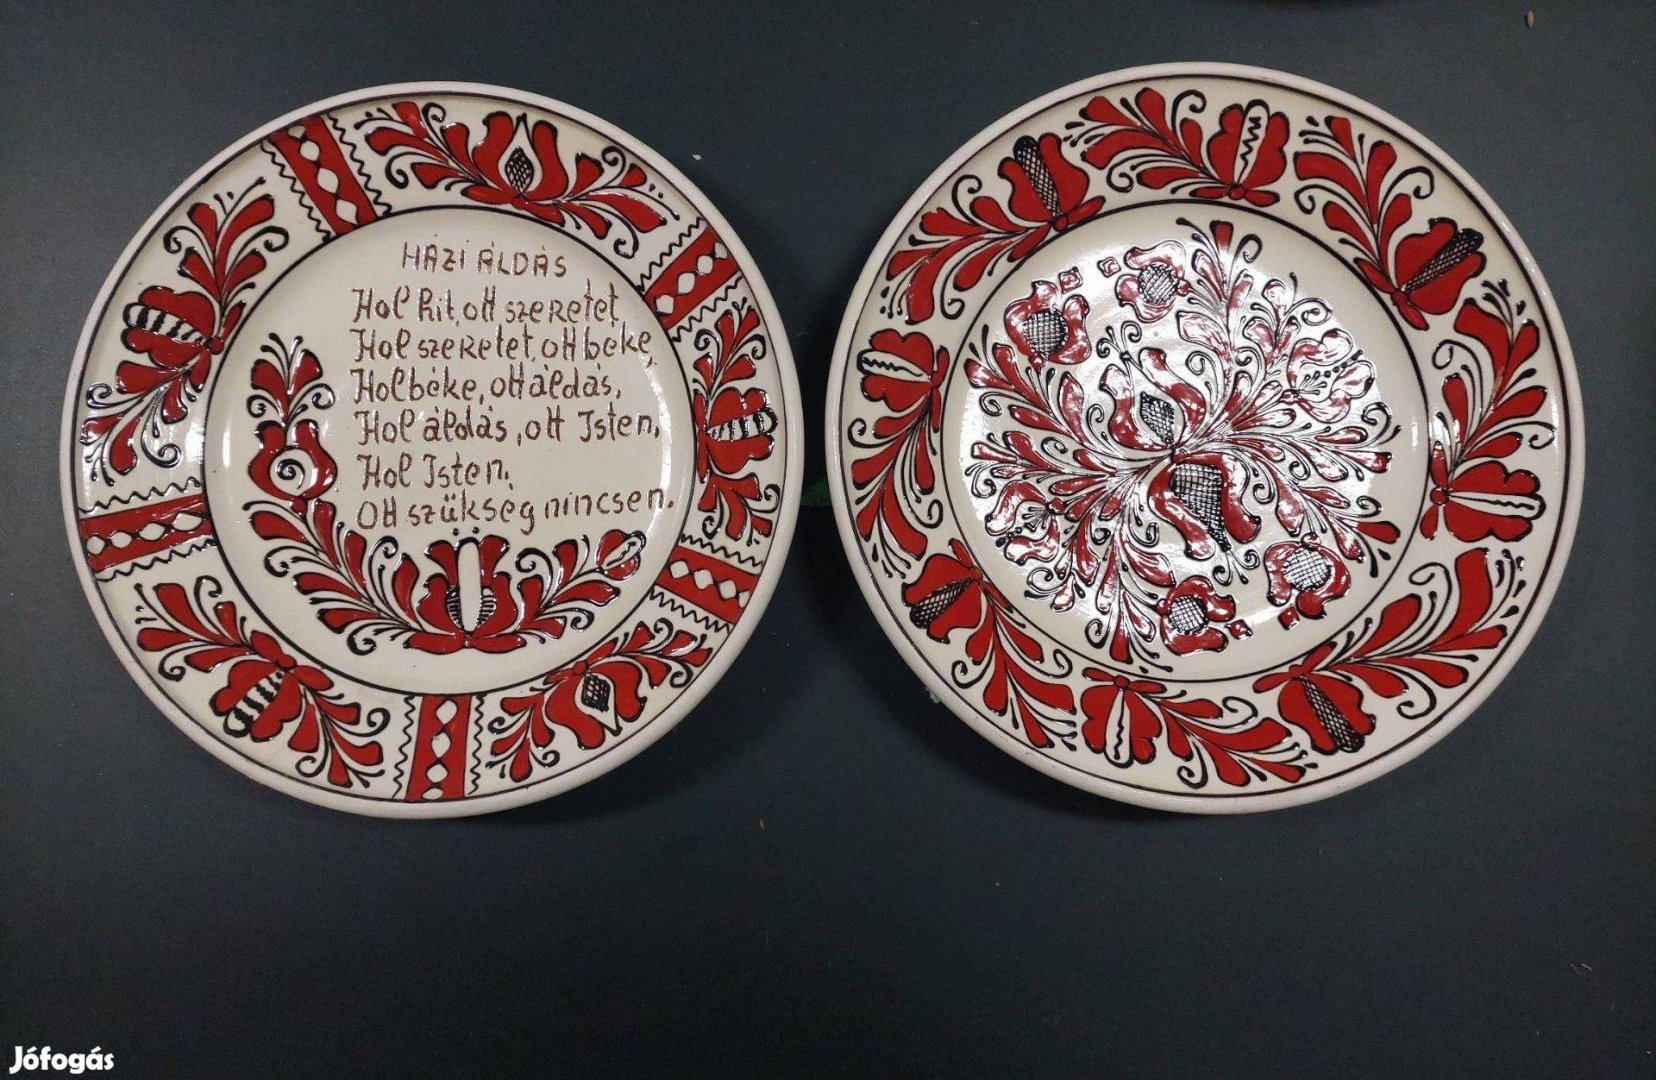 HÁZI ÁLDÁS
Hol hit, ott szeretet,
Hol szeretet, ott béke,
Hol béke, ott áldás,
Hol áldás, ott Isten,
Hol Isten,
Ott szükség nincsen.
Jófogás